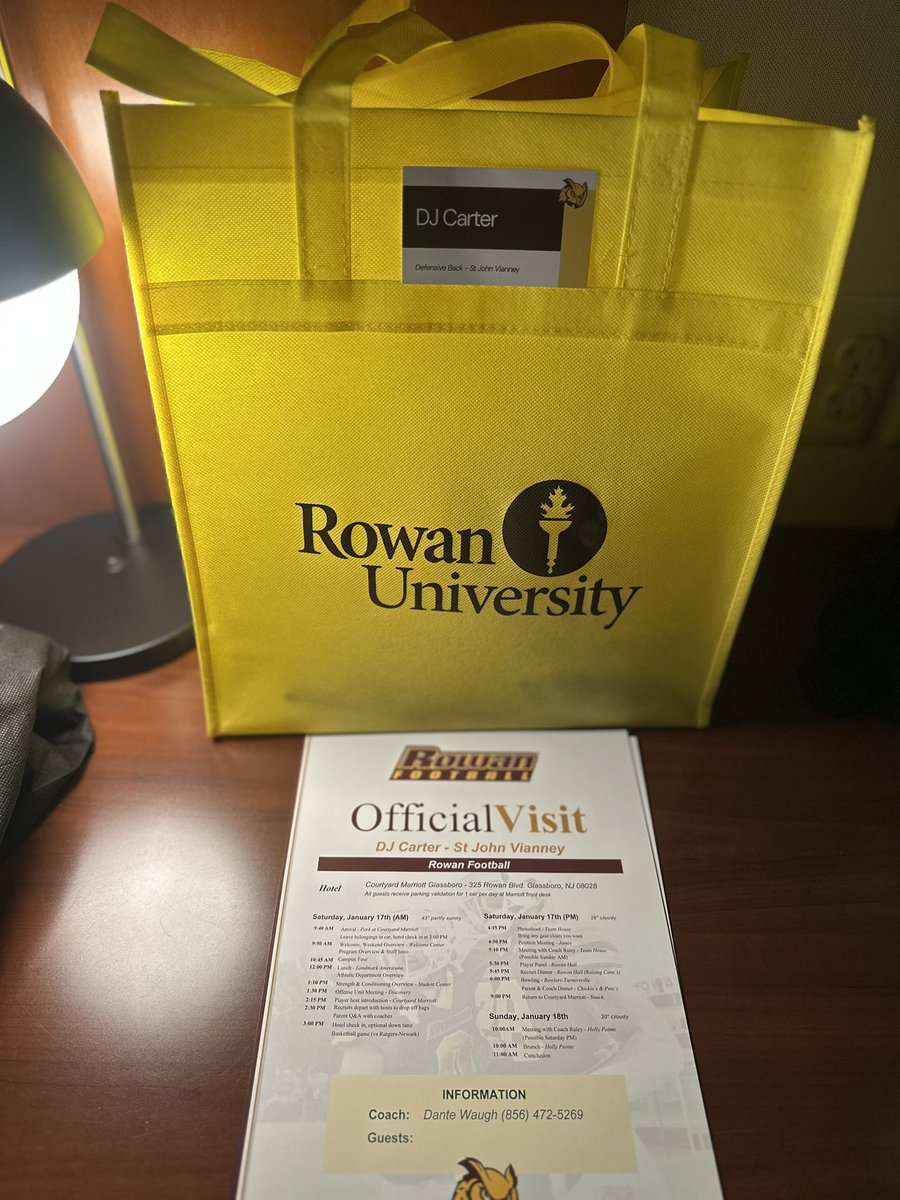 DJ Carter
Defensive Back – St John Vianney
Rowan
University
Rowan
FOOTBALL
OfficialVisit
DJ Carter - St John Vianney
Rowan Football
Hotel Courtyard Marriott Glassboro - 325 Rowan Blvd. Glassboro, NJ 08028
All guests receive parking validation for 1 car per day at Marriott front desk
Saturday, January 17th (AM) 43° partly sunny
9:40 AM Arrival - Park at Courtyard Marriott
Leave belongings in car, hotel check in at 3:00 PM
9:50 AM Welcome, Weekend Overview - Welcome Center
Program Overview & Staff Intro
10:45 AM Campus Tour
12:00 PM Lunch - Landmark Americana
Athletic Department Overview
1:10 PM Strength & Conditioning Overview - Student Center
1:30 PM Offense Unit Meeting - Discovery
2:15 PM Player host introduction - Courtyard Marriott
2:30 PM Recruits depart with hosts to drop off bags
Parent Q&A with coaches
3:00 PM Hotel check in, optional down time
Basketball game (vs Rutgers-Newark)
Saturday, January 17th (PM) 28° cloudy
4:15 PM Photoshoot - Team House
Bring any gear/cleats you want
4:50 PM Position Meeting - James
5:10 PM Meeting with Coach Ruley - Team House
(Possible Sunday AM)
5:30 PM Player Panel - Rowan Hall
5:45 PM Recruit Dinner - Rowan Hall (Raising Cane's)
6:00 PM Bowling - Bowlero Turnersville
Parent & Coach Dinner - Chickie's & Pete's
9:00 PM Return to Courtyard Marriott - Snack
Sunday, January 18th 30° cloudy
10:00AM Meeting with Coach Ruley - Holly Pointe
(Possible Saturday PM)
10:00 AM Brunch - Holly Pointe
11:00 AM Conclusion
INFORMATION
Coach: Dante Waugh (856) 472-5269
Guests: